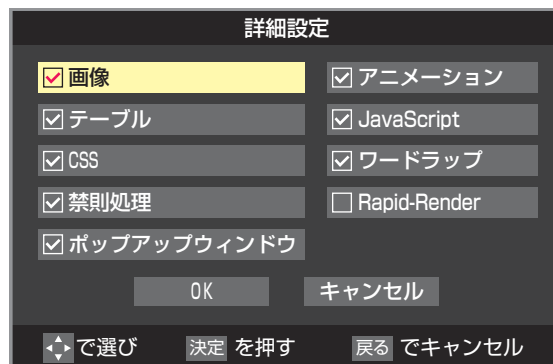 詳細設定
画像
アニメーション
テーブル
JavaScript
CSS
ワードラップ
禁則処理
Rapid-Render
ポップアップウィンドウ
OK
キャンセル
で選び 決定 を押す 戻る でキャンセル